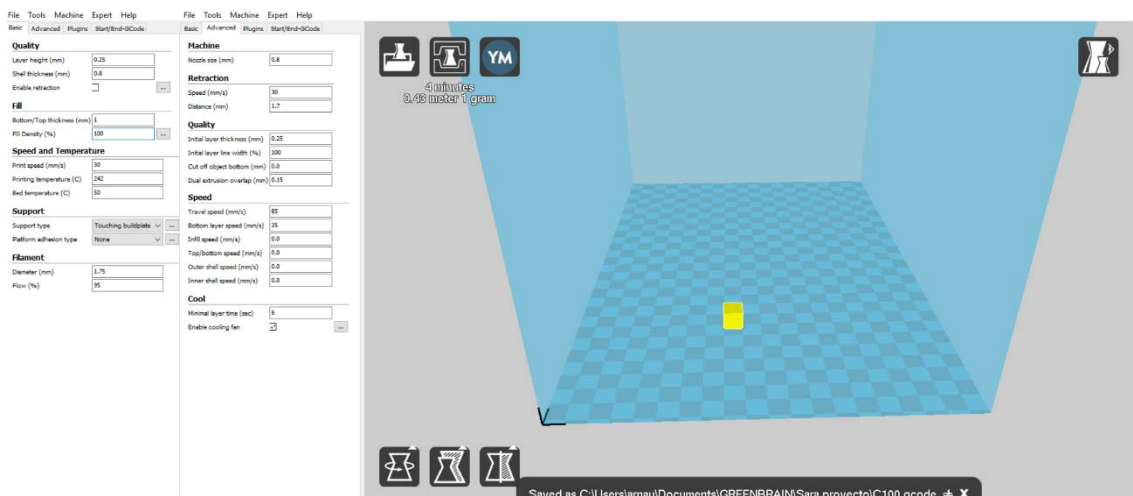 File Tools Machine Expert Help
Basic Advanced Plugins Start/End-GCode
Quality
Layer height (mm) 0.25
Shell thickness (mm) 0.8
Enable retraction ...
Fill
Bottom/Top thickness (mm) 1
Fill Density (%) 100 ...
Speed and Temperature
Print speed (mm/s) 30
Printing temperature (C) 242
Bed temperature (C) 50
Support
Support type Touching buildplate ...
Platform adhesion type None ...
Filament
Diameter (mm) 1.75
Flow (%) 95
File Tools Machine Expert Help
Basic Advanced Plugins Start/End-GCode
Machine
Nozzle size (mm) 0.8
Retraction
Speed (mm/s) 30
Distance (mm) 1.7
Quality
Initial layer thickness (mm) 0.25
Initial layer line width (%) 100
Cut off object bottom (mm) 0.0
Dual extrusion overlap (mm) 0.15
Speed
Travel speed (mm/s) 85
Bottom layer speed (mm/s) 35
Infill speed (mm/s) 0.0
Top/bottom speed (mm/s) 0.0
Outer shell speed (mm/s) 0.0
Inner shell speed (mm/s) 0.0
Cool
Minimal layer time (sec) 5
Enable cooling fan ...
YM
4 minutes
0.43 meter 1 gram
Saved as C:\Users\arnau\Documents\GREENBRAIN\Sara proyecto\C100.gcode X